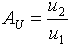 A_U = u_2 / u_1